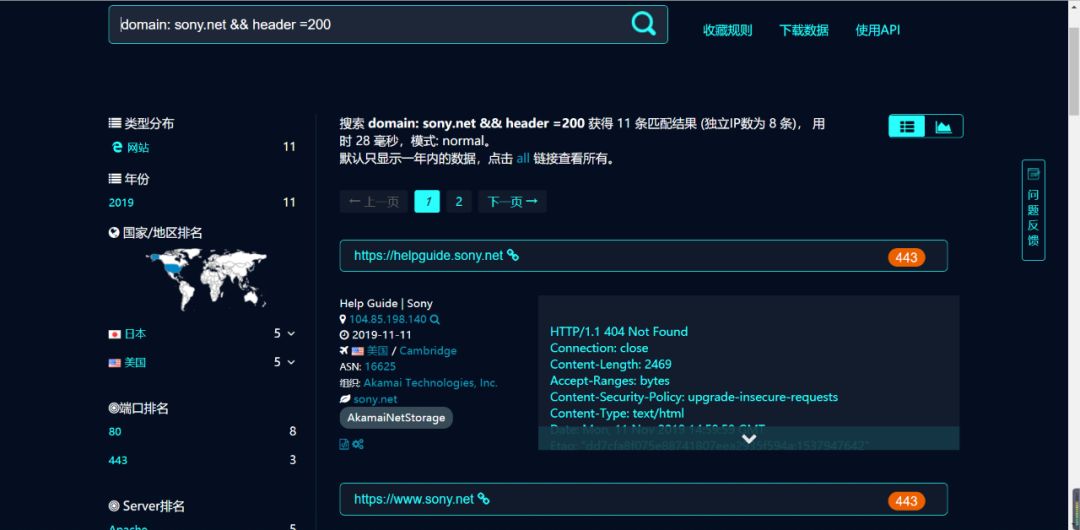 domain: sony.net && header =200
收藏规则
下载数据
使用API
类型分布
网站 11
年份
2019 11
国家/地区排名
日本 5
美国 5
端口排名
80 8
443 3
Server排名
Apache 5
搜索 domain: sony.net && header =200 获得 11 条匹配结果 (独立IP数为 8 条)， 用
时 28 毫秒，模式: normal。
默认只显示一年内的数据，点击 all 链接查看所有。
← 上一页 1 2 下一页 →
https://helpguide.sony.net 443
Help Guide | Sony
104.85.198.140
2019-11-11
美国 / Cambridge
ASN: 16625
组织: Akamai Technologies, Inc.
sony.net
AkamaiNetStorage
HTTP/1.1 404 Not Found
Connection: close
Content-Length: 2469
Accept-Ranges: bytes
Content-Security-Policy: upgrade-insecure-requests
Content-Type: text/html
Date: Mon, 11 Nov 2019 14:59:59 GMT
https://www.sony.net 443
问
题
反
馈